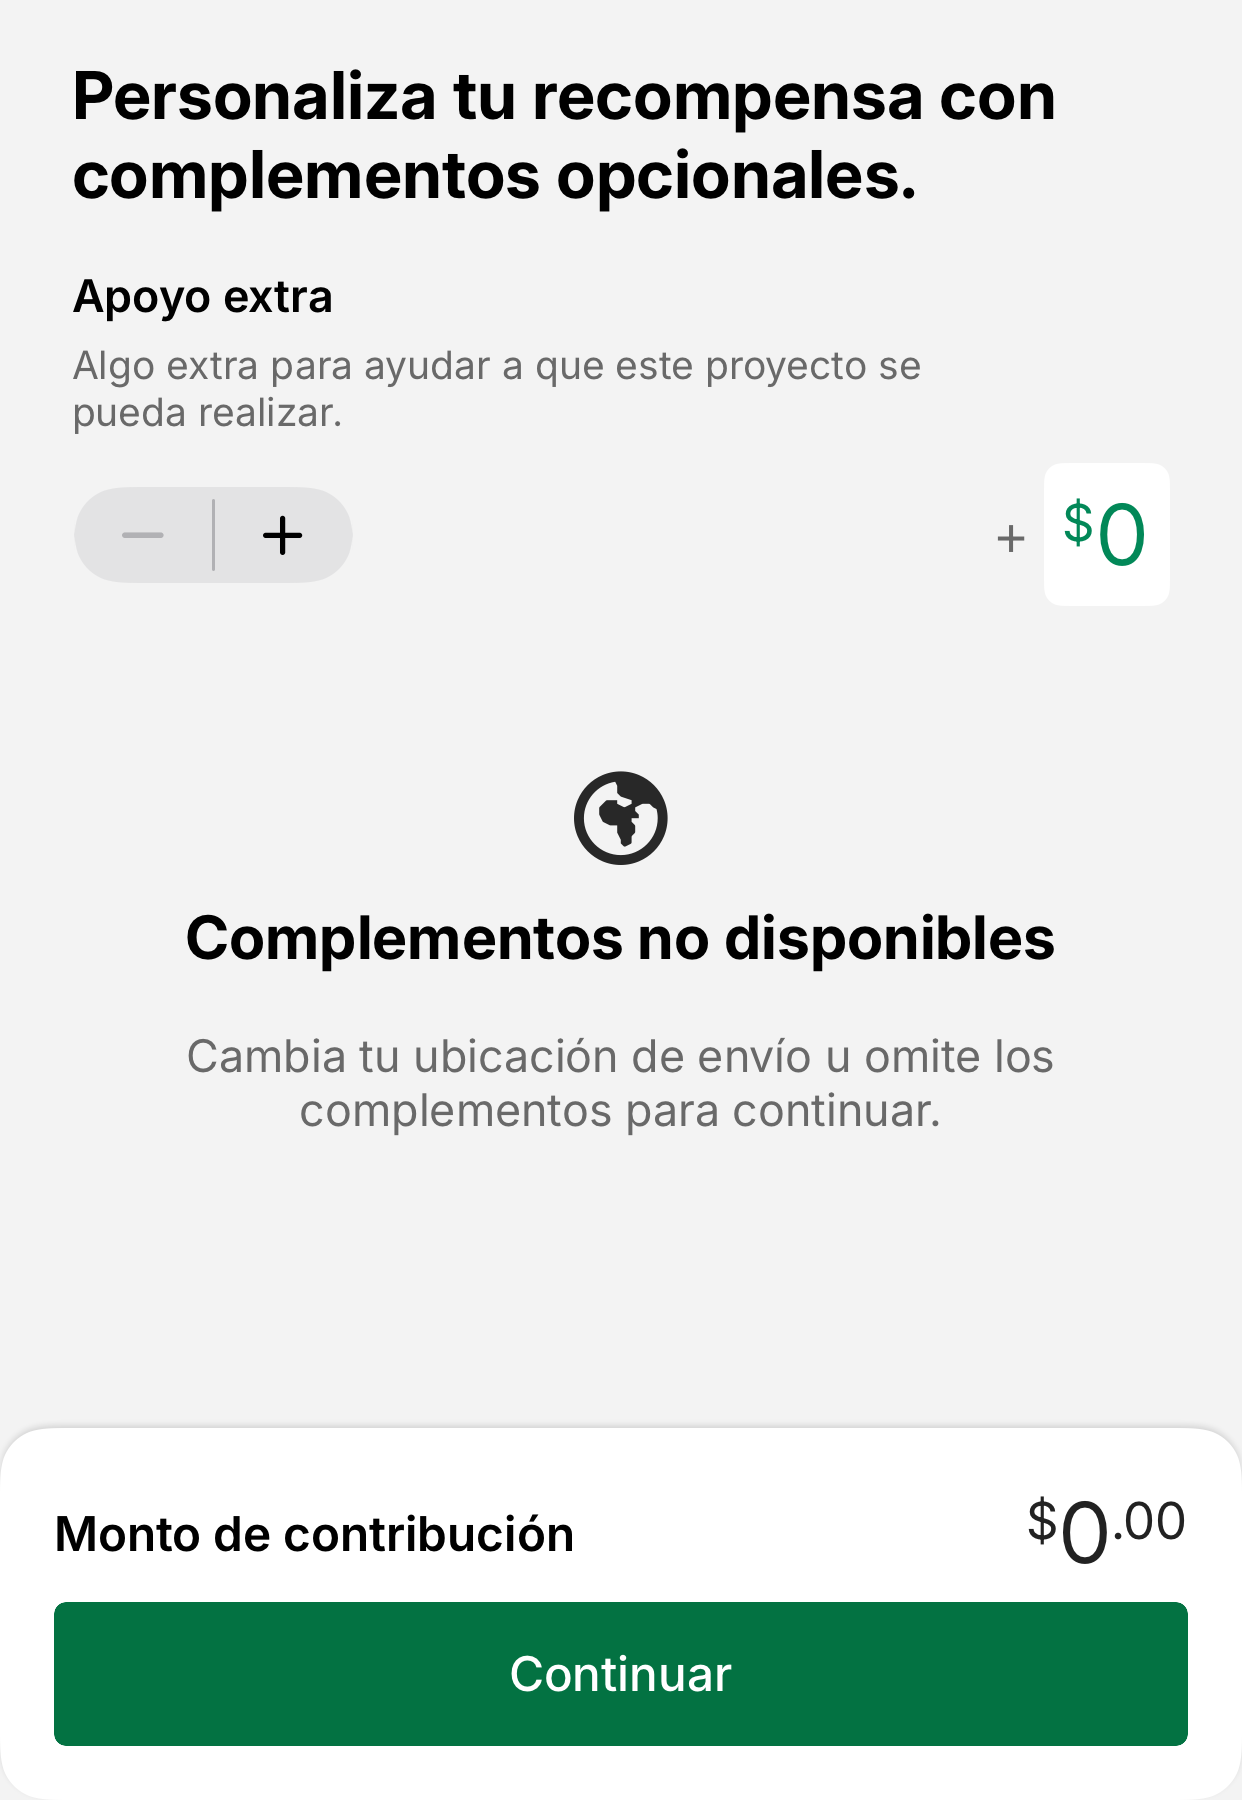 Personaliza tu recompensa con
complementos opcionales.
Apoyo extra
Algo extra para ayudar a que este proyecto se
pueda realizar.
+ $0
Complementos no disponibles
Cambia tu ubicación de envío u omite los
complementos para continuar.
Monto de contribución $0.00
Continuar